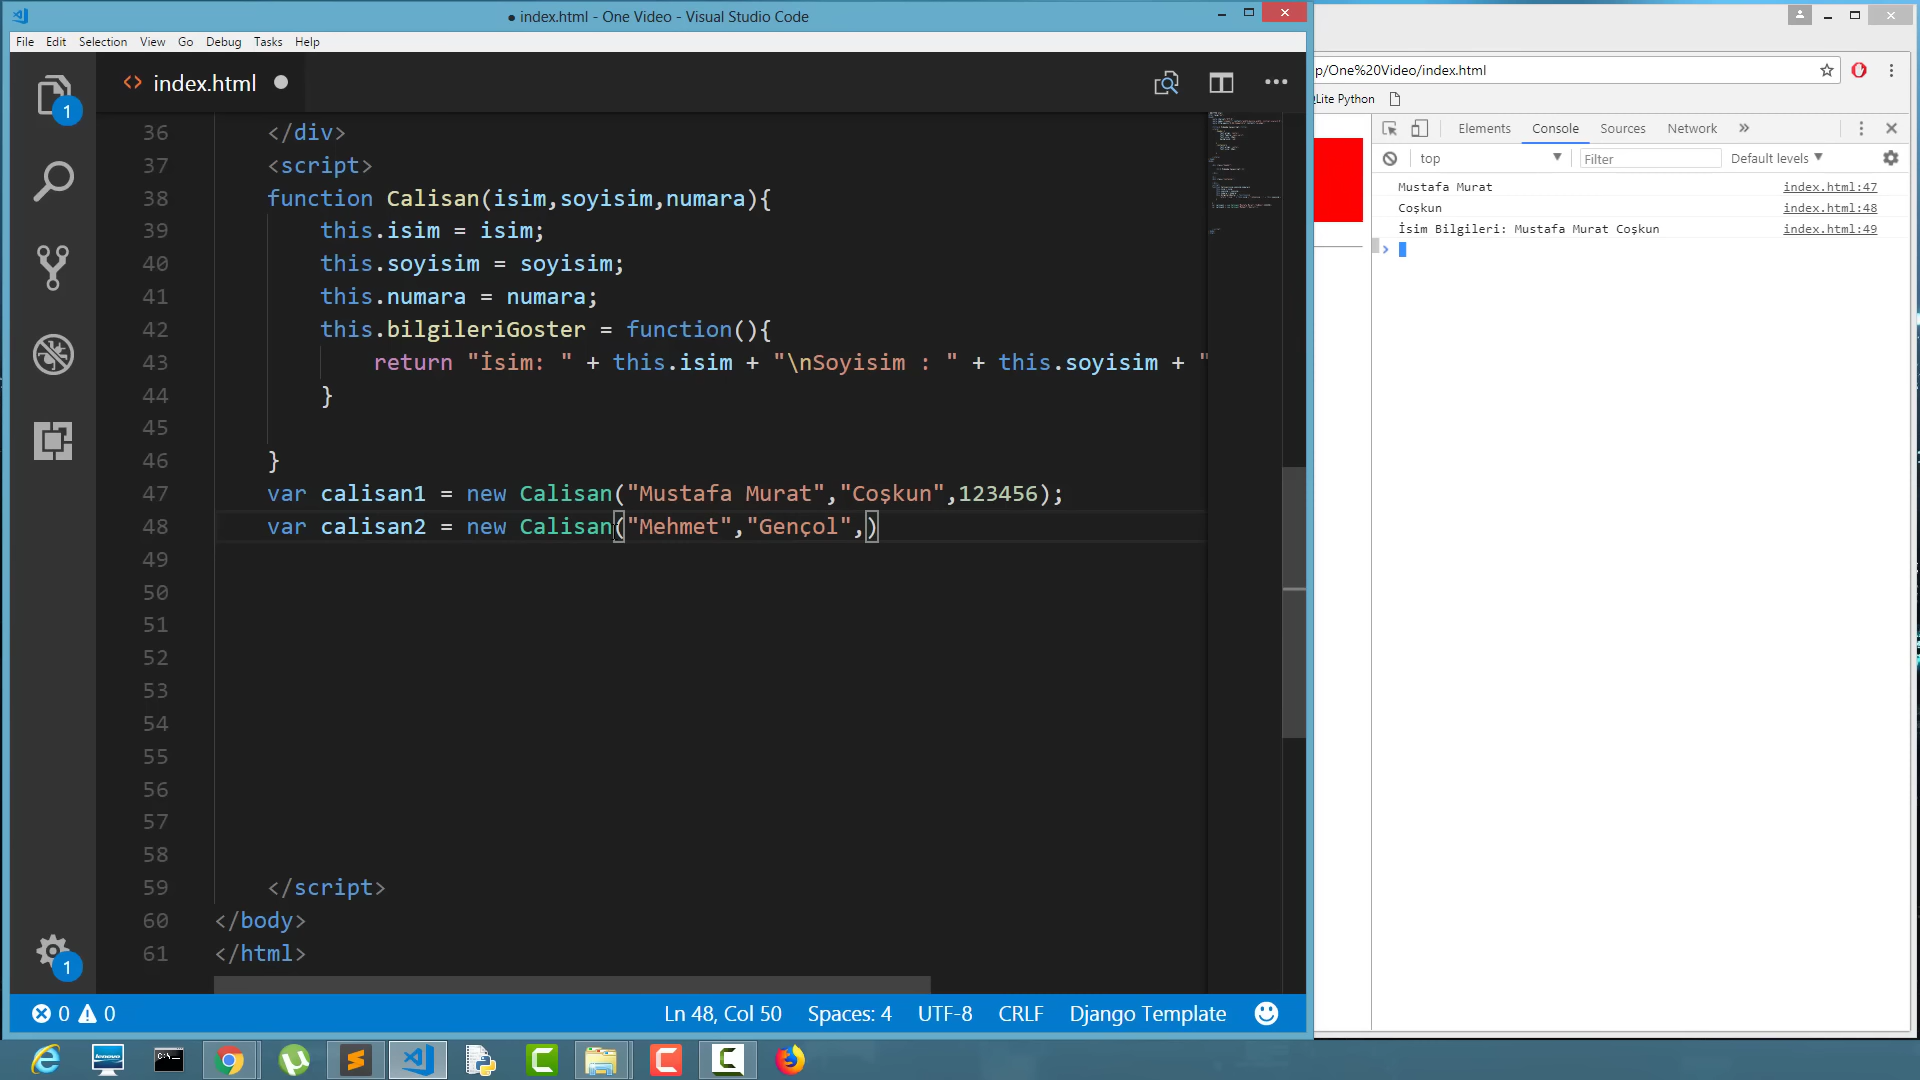 ● index.html - One Video - Visual Studio Code
File Edit Selection View Go Debug Tasks Help
1
<> index.html ●
36 </div>
37 <script>
38 function Calisan(isim,soyisim,numara){
39 this.isim = isim;
40 this.soyisim = soyisim;
41 this.numara = numara;
42 this.bilgileriGoster = function(){
43 return "İsim: " + this.isim + "\nSoyisim : " + this.soyisim + "
44 }
45
46 }
47 var calisan1 = new Calisan("Mustafa Murat","Coşkun",123456);
48 var calisan2 = new Calisan("Mehmet","Gençol",)
49
50
51
52
53
54
55
56
57
58
59 </script>
60 </body>
61 </html>
1
0 0 Ln 48, Col 50 Spaces: 4 UTF-8 CRLF Django Template
p/One%20Video/index.html
Lite Python
Elements Console Sources Network »
top Filter Default levels
Mustafa Murat index.html:47
Coşkun index.html:48
İsim Bilgileri: Mustafa Murat Coşkun index.html:49
>
lenovo
C:\